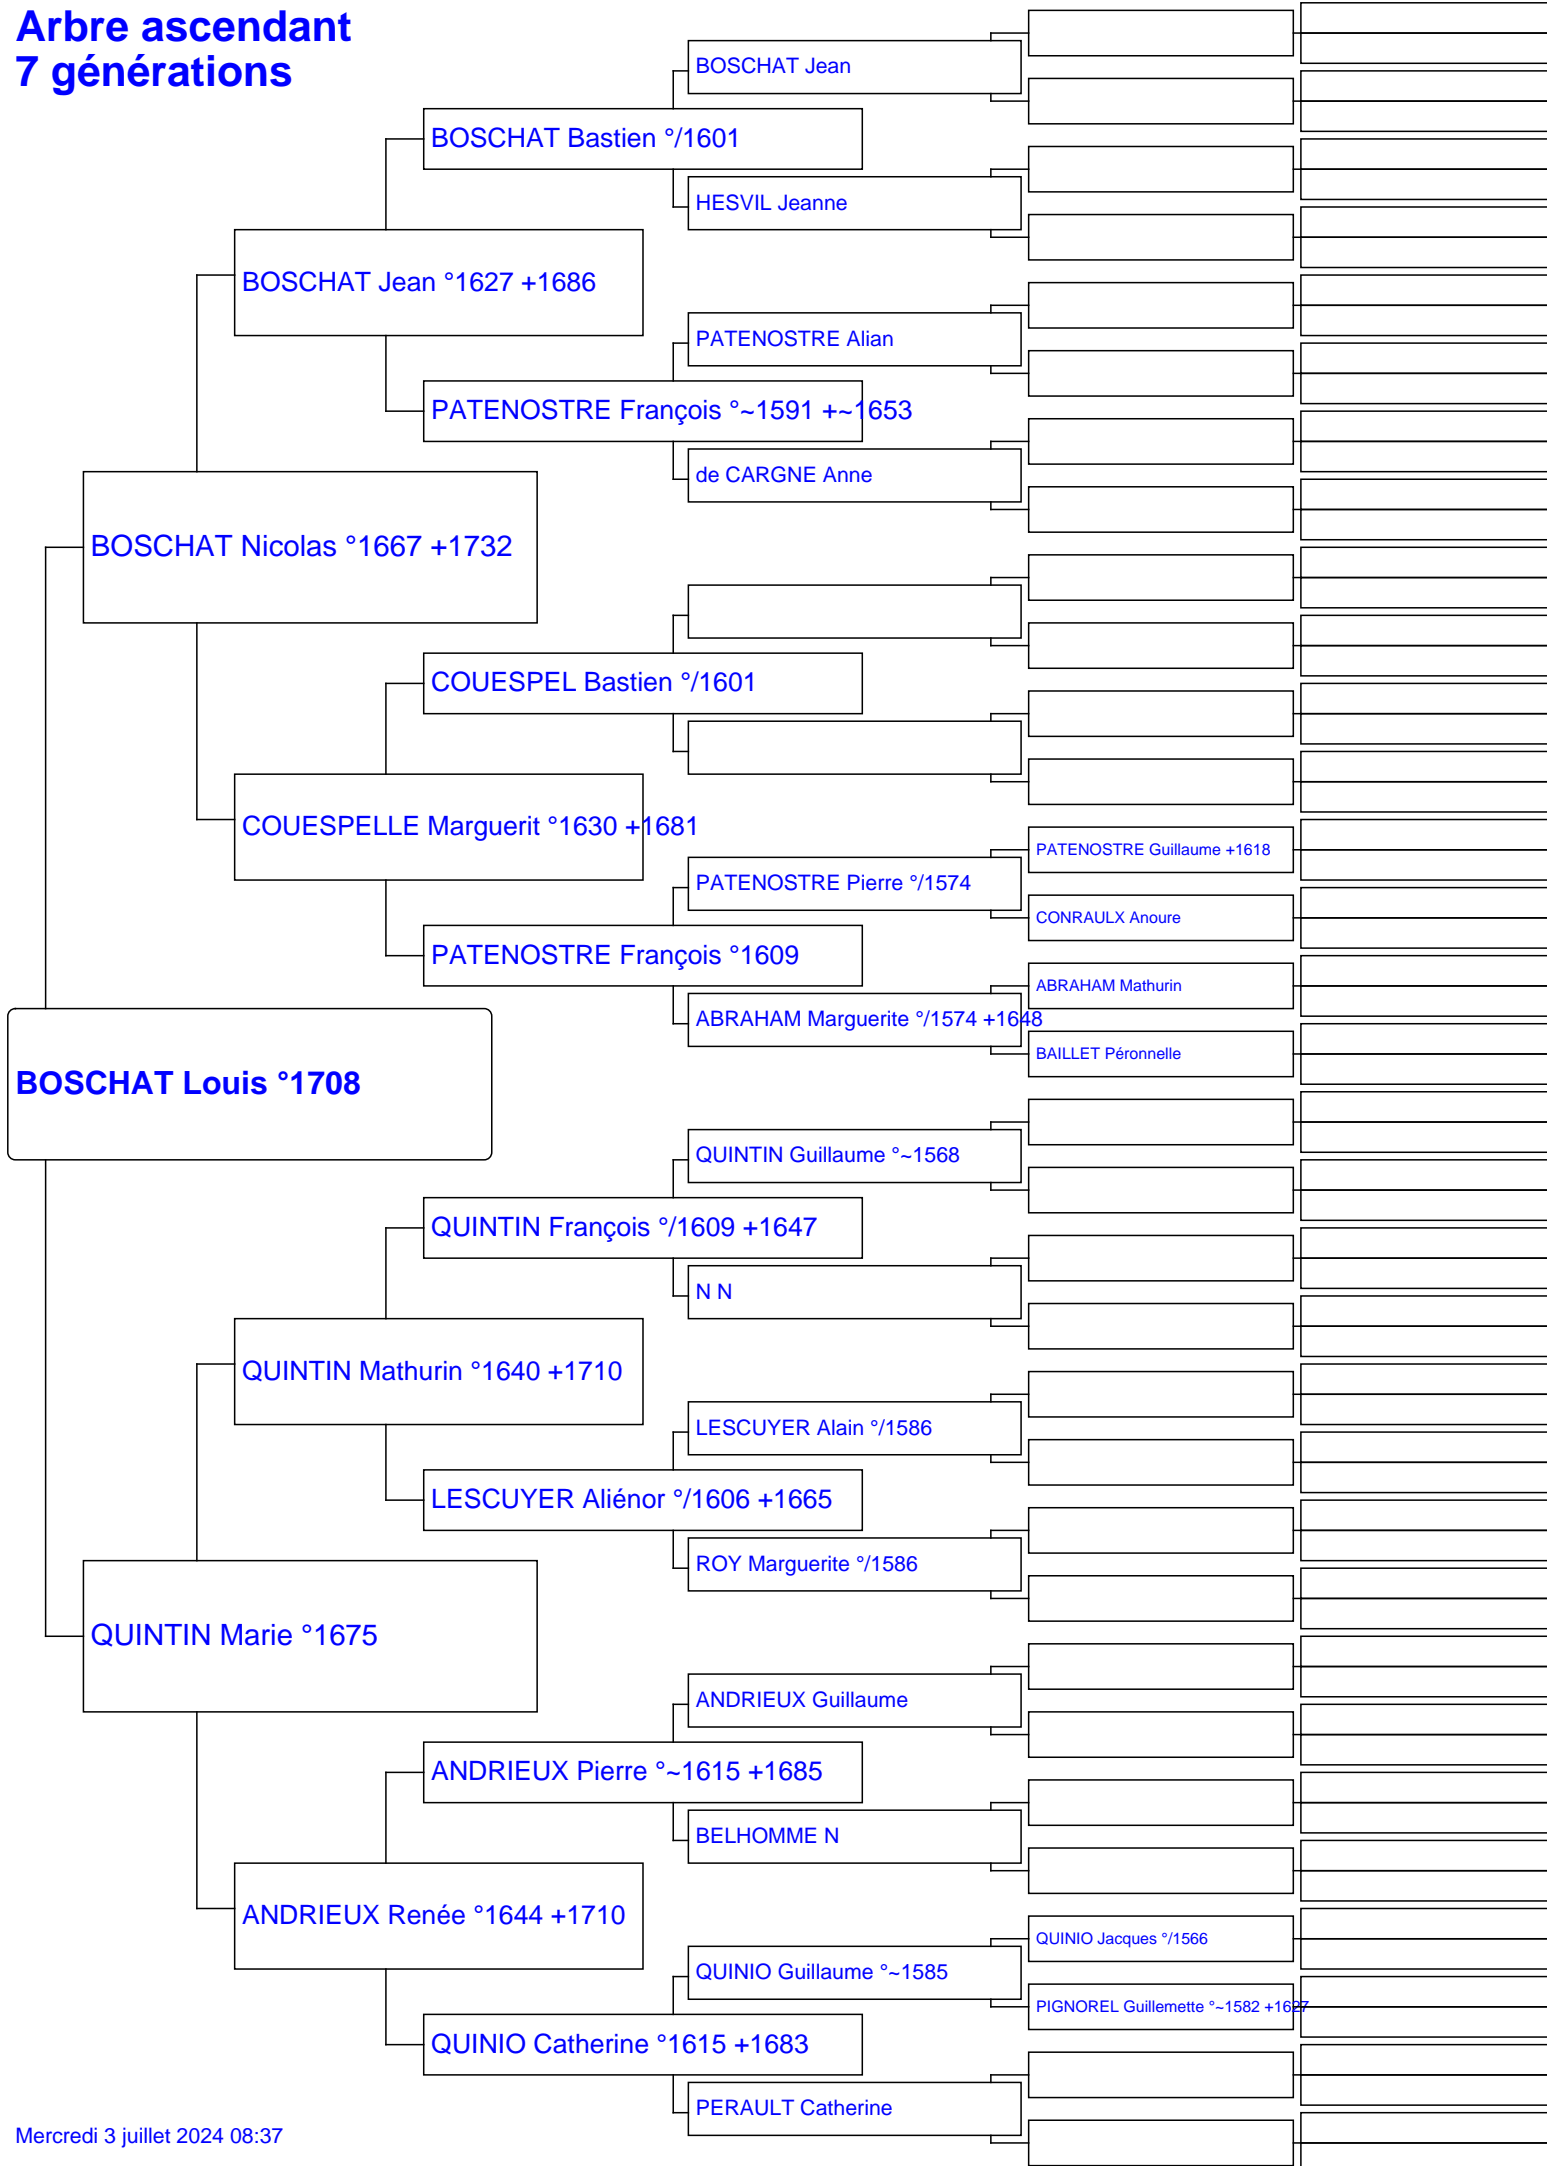 Arbre ascendant
7 générations
BOSCHAT Jean
BOSCHAT Bastien °/1601
HESVIL Jeanne
BOSCHAT Jean °1627 +1686
PATENOSTRE Alian
PATENOSTRE François °~1591 +~1653
de CARGNE Anne
BOSCHAT Nicolas °1667 +1732
COUESPEL Bastien °/1601
COUESPELLE Marguerit °1630 +1681
PATENOSTRE Guillaume +1618
PATENOSTRE Pierre °/1574
CONRAULX Anoure
PATENOSTRE François °1609
ABRAHAM Mathurin
ABRAHAM Marguerite °/1574 +1648
BAILLET Péronnelle
BOSCHAT Louis °1708
QUINTIN Guillaume °~1568
QUINTIN François °/1609 +1647
N N
QUINTIN Mathurin °1640 +1710
LESCUYER Alain °/1586
LESCUYER Aliénor °/1606 +1665
ROY Marguerite °/1586
QUINTIN Marie °1675
ANDRIEUX Guillaume
ANDRIEUX Pierre °~1615 +1685
BELHOMME N
ANDRIEUX Renée °1644 +1710
QUINIO Jacques °/1566
QUINIO Guillaume °~1585
PIGNOREL Guillemette °~1582 +1627
QUINIO Catherine °1615 +1683
PERAULT Catherine
Mercredi 3 juillet 2024 08:37